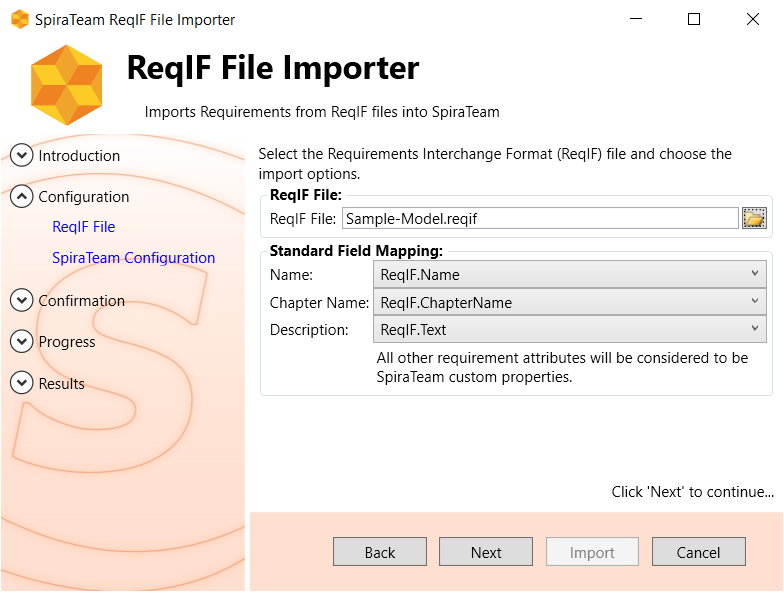 SpiraTeam ReqIF File Importer
ReqIF File Importer
Imports Requirements from ReqIF files into SpiraTeam
Introduction
Configuration
ReqIF File
SpiraTeam Configuration
Confirmation
Progress
Results
Select the Requirements Interchange Format (ReqIF) file and choose the
import options.
ReqIF File:
ReqIF File: Sample-Model.reqif
Standard Field Mapping:
Name: ReqIF.Name
Chapter Name: ReqIF.ChapterName
Description: ReqIF.Text
All other requirement attributes will be considered to be
SpiraTeam custom properties.
Click 'Next' to continue...
Back Next Import Cancel